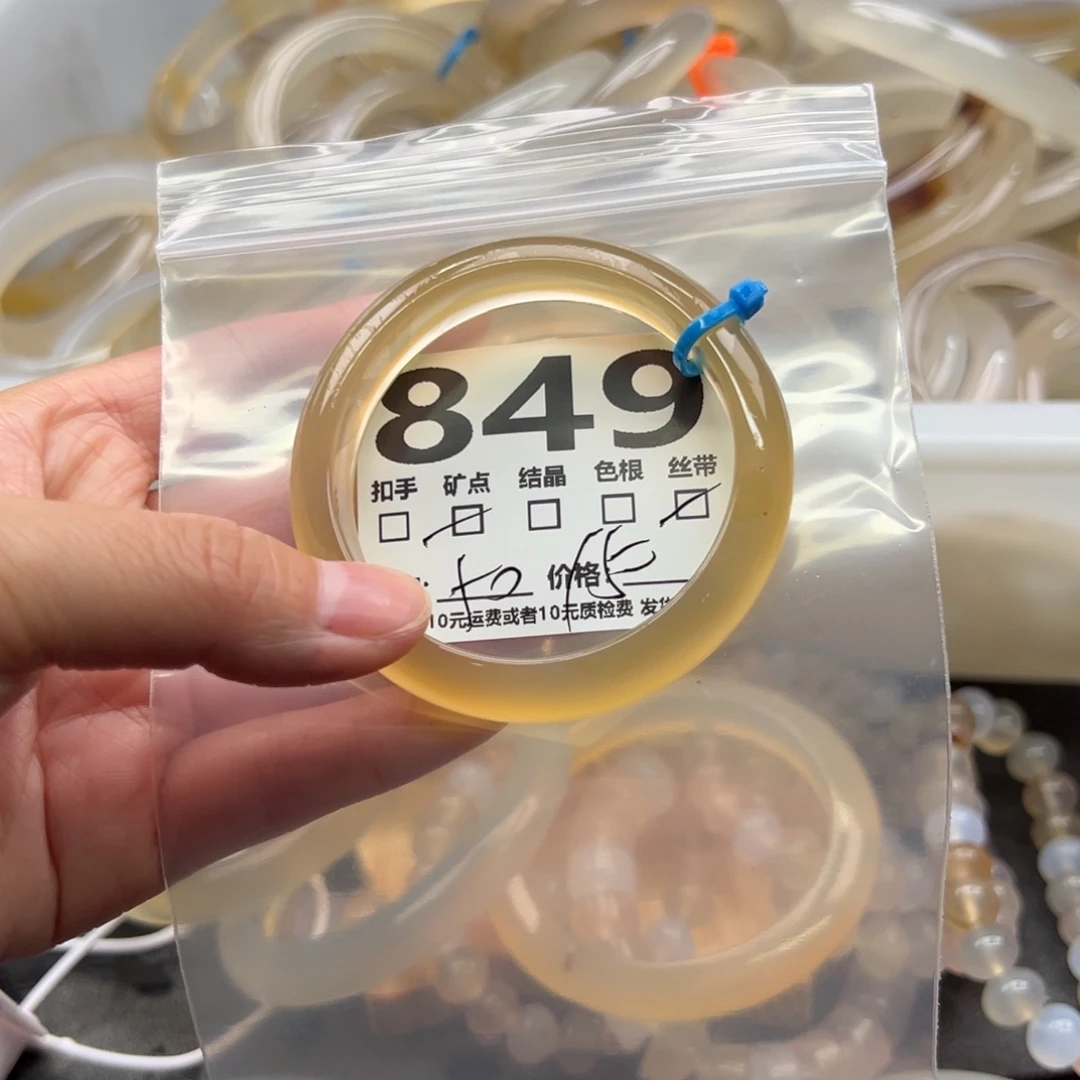 849
扣手 矿点 结晶 色根 丝带
价格:
10元运费或者10元质检费 发